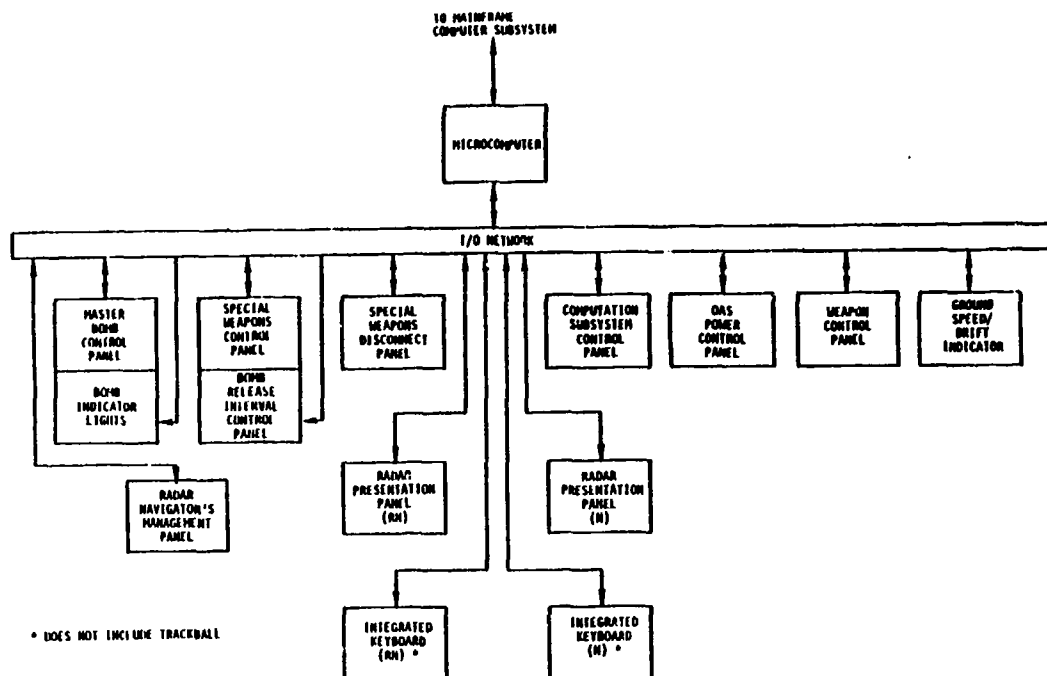 TO MAINFRAME
COMPUTER SUBSYSTEM
MICROCOMPUTER
I/O NETWORK
MASTER
BOMB
CONTROL
PANEL
BOMB
INDICATOR
LIGHTS
SPECIAL
WEAPONS
CONTROL
PANEL
BOMB
RELEASE
INTERVAL
CONTROL
PANEL
SPECIAL
WEAPONS
DISCONNECT
PANEL
COMPUTATION
SUBSYSTEM
CONTROL
PANEL
OAS
POWER
CONTROL
PANEL
WEAPON
CONTROL
PANEL
GROUND
SPEED/
DRIFT
INDICATOR
RADAR
NAVIGATOR'S
MANAGEMENT
PANEL
RADAR
PRESENTATION
PANEL
(RN)
RADAR
PRESENTATION
PANEL
(N)
INTEGRATED
KEYBOARD
(RN) *
INTEGRATED
KEYBOARD
(N) *
* DOES NOT INCLUDE TRACKBALL